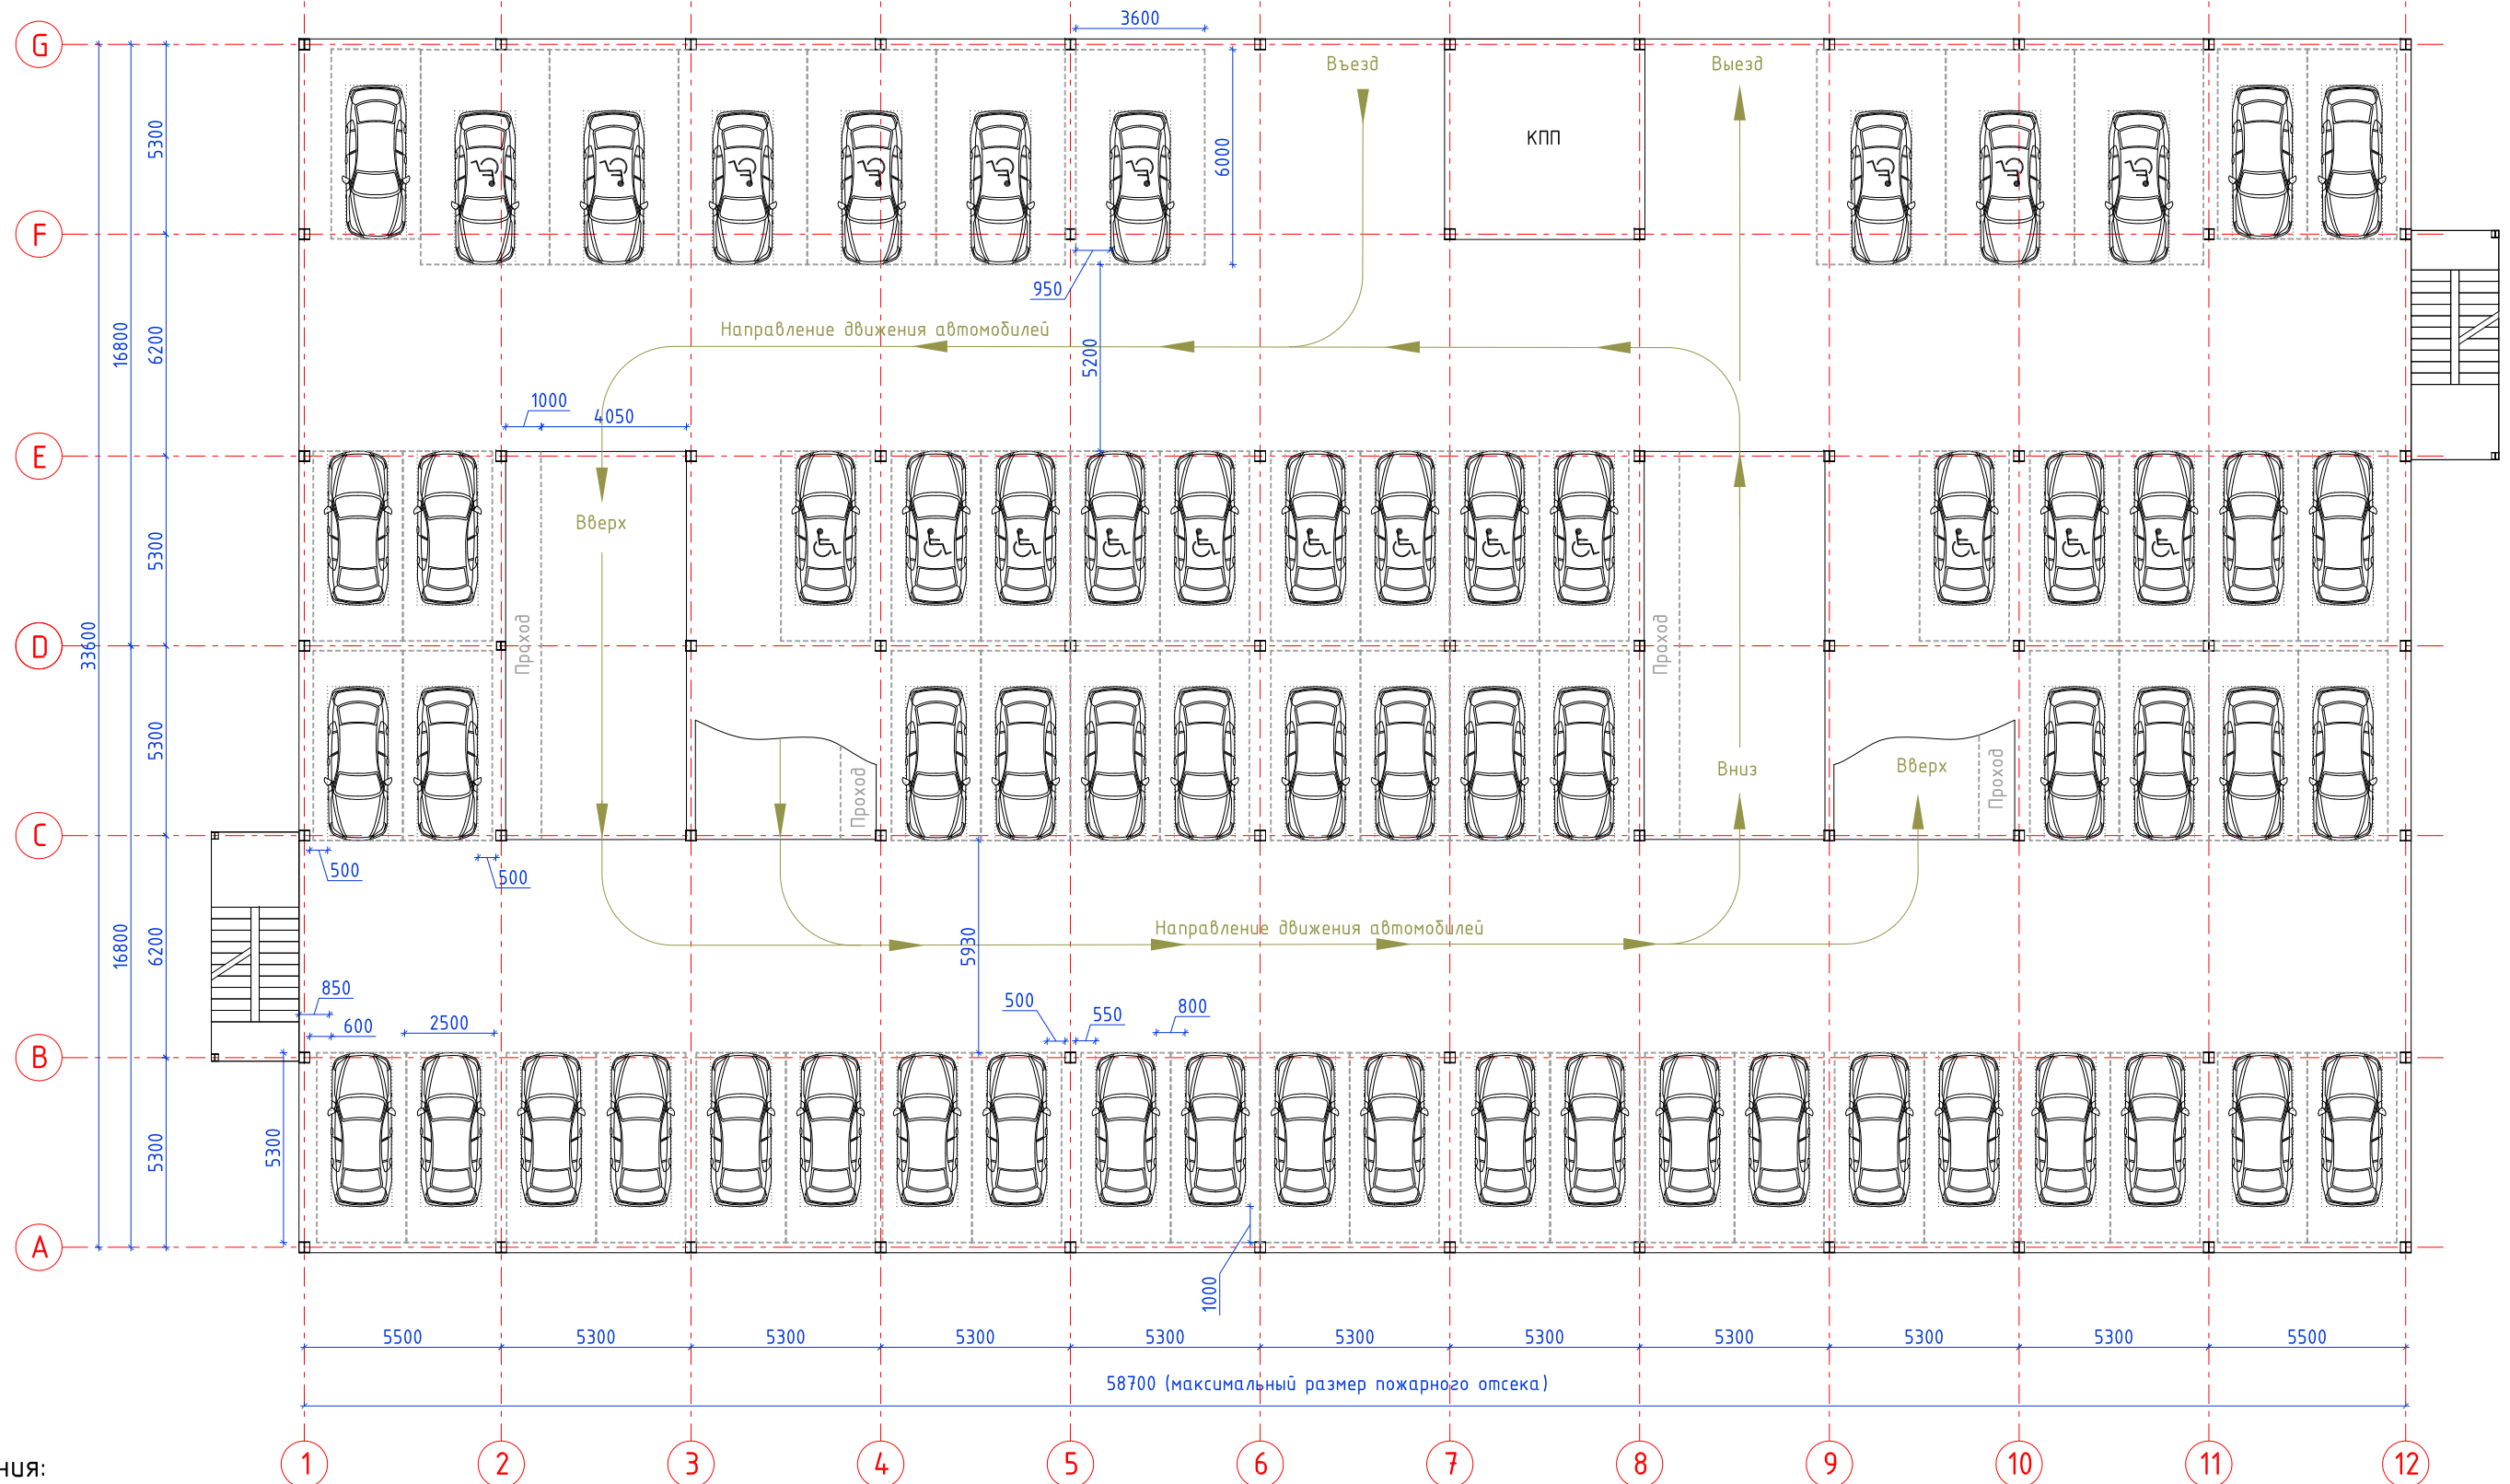 3600
G
Въезд
Выезд
КПП
5300
6000
F
950
Направление движения автомобилей
16800
6200
5200
1000
4050
E
Вверх
5300
33600
D
Проход
Проход
5300
Вниз
Вверх
Проход
Проход
C
500
500
Направление движения автомобилей
16800
6200
5930
850
600
2500
500
550
800
B
5300
5300
A
1000
5500
5300
5300
5300
5300
5300
5300
5300
5300
5300
5500
58700 (максимальный размер пожарного отсека)
1
2
3
4
5
6
7
8
9
10
11
12
ния: